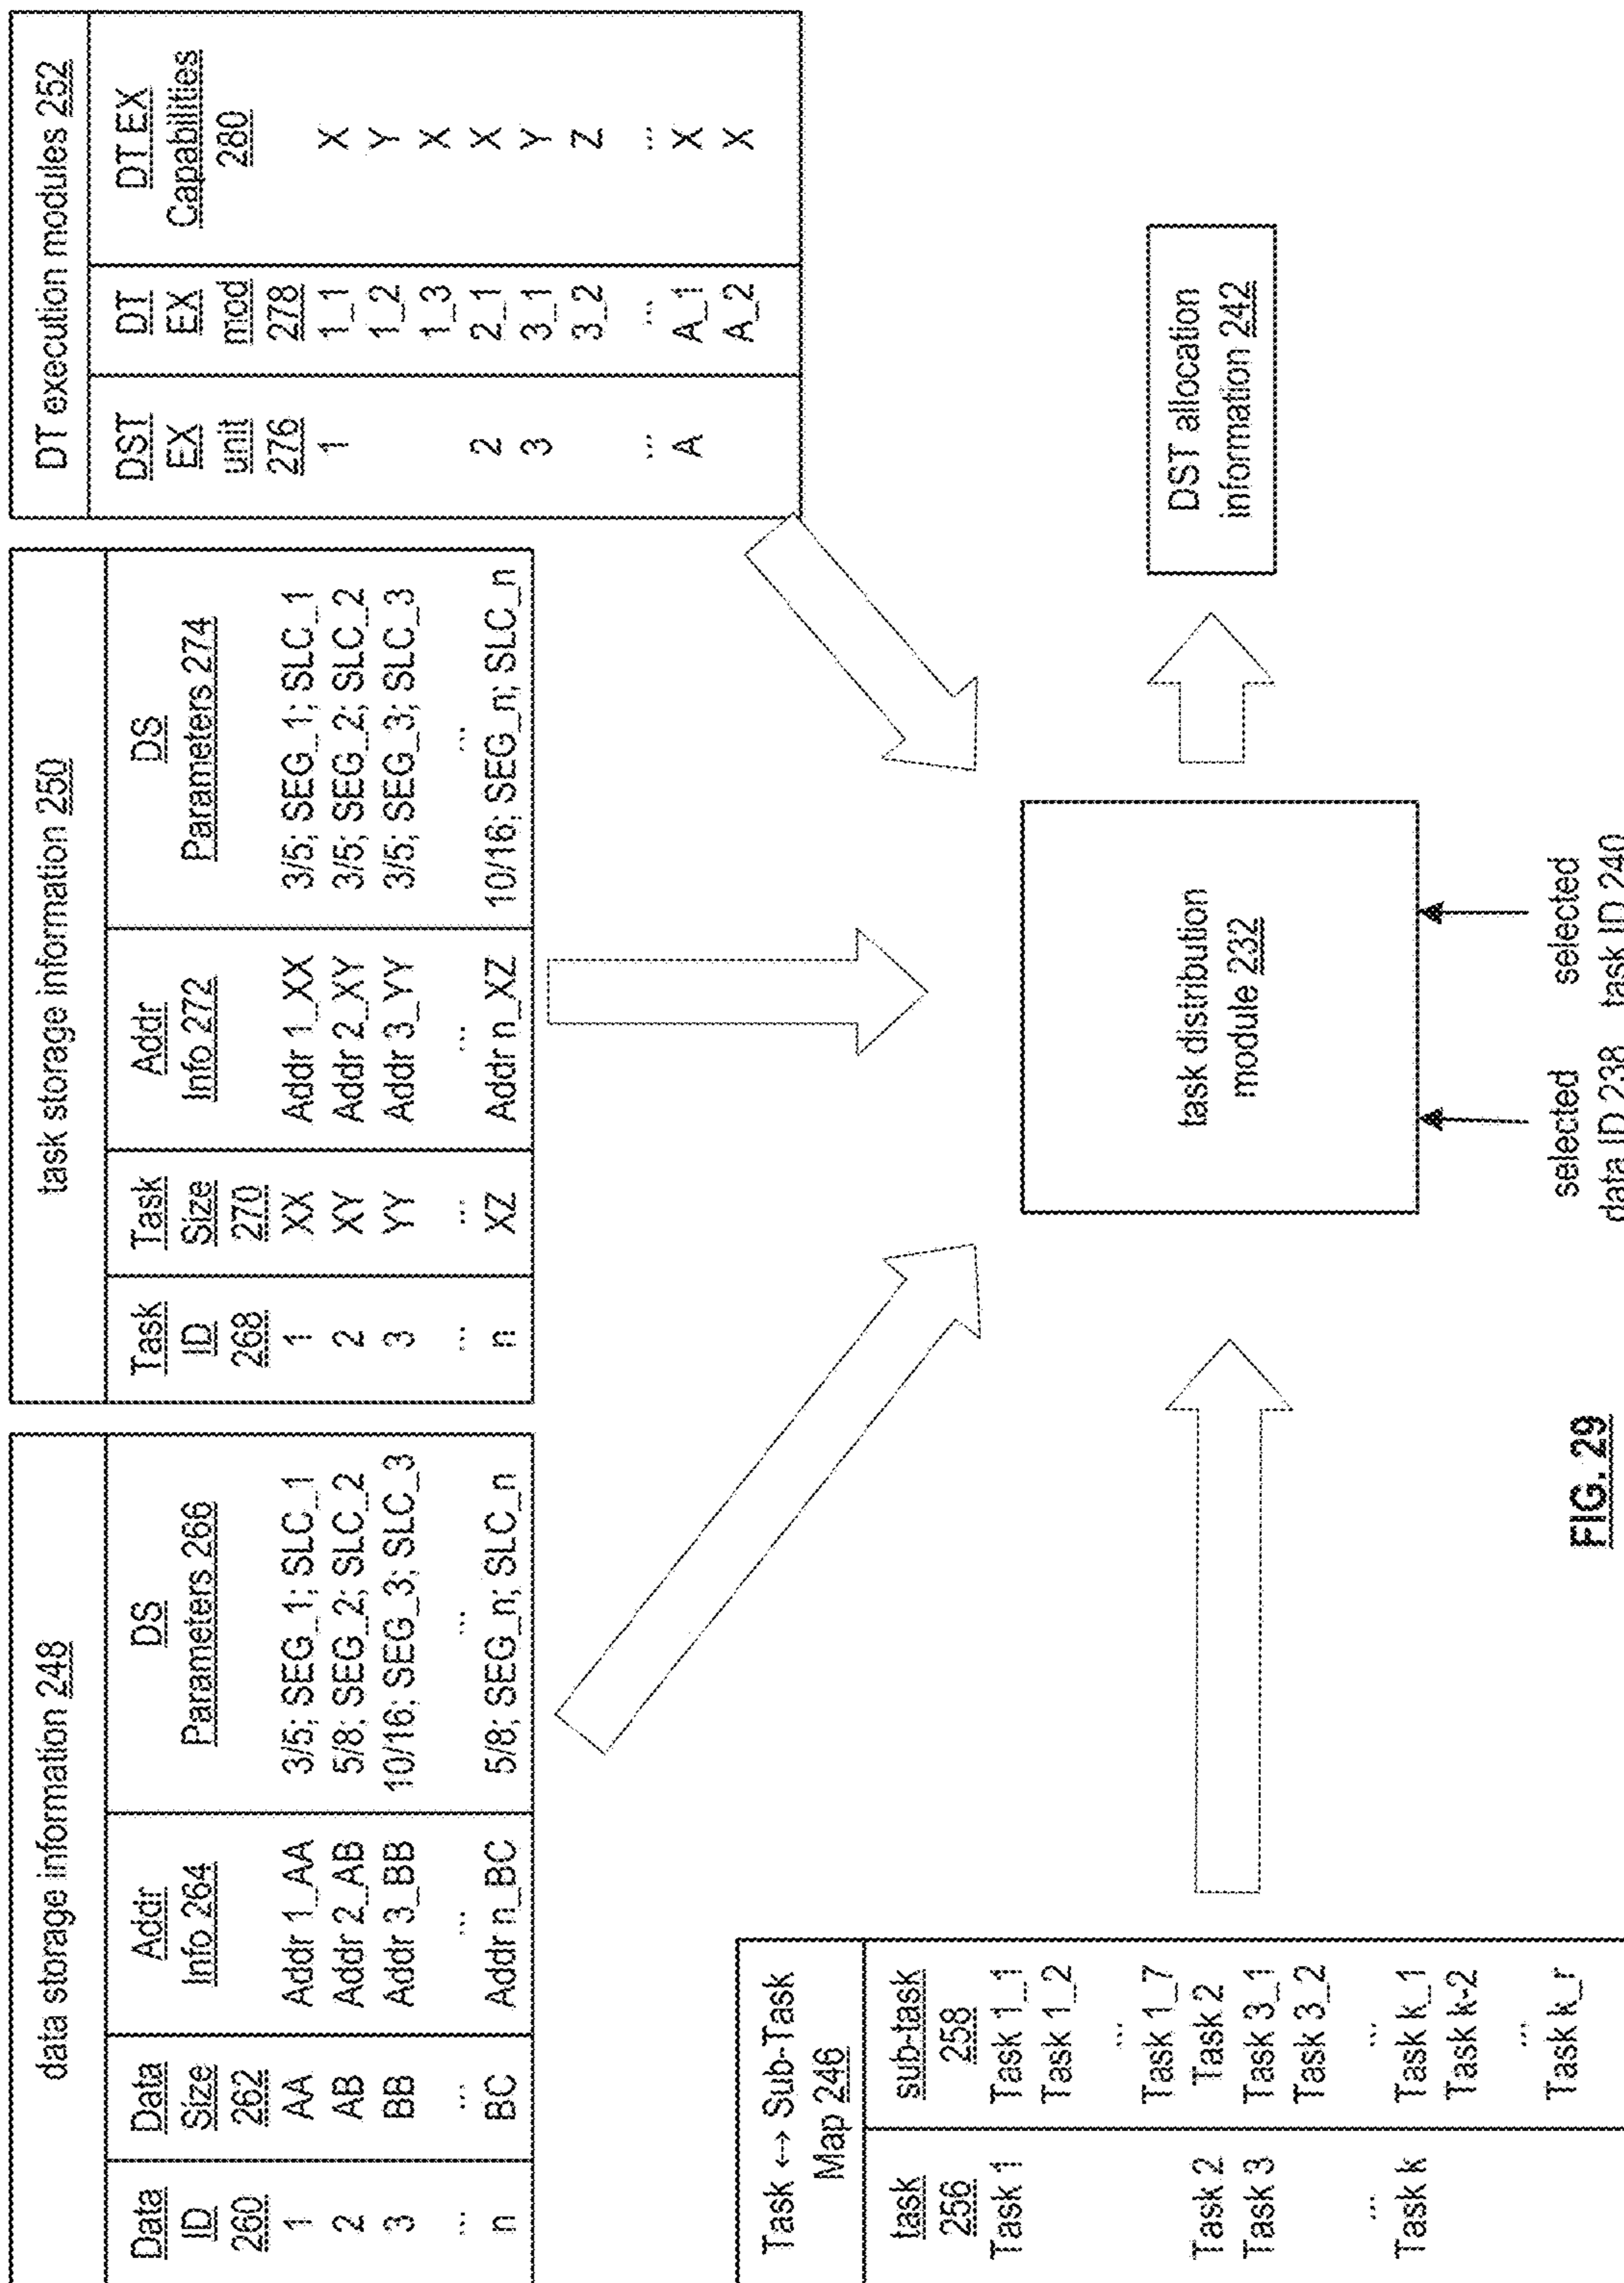 data storage information 248
Data ID 260 Data Size 262 Addr Info 264 DS Parameters 266
1 AA Addr 1_AA 3/5; SEG_1; SLC_1
2 AB Addr 2_AB 5/8; SEG_2; SLC_2
3 BB Addr 3_BB 10/16; SEG_3; SLC_3
... ... ... ...
n BC Addr n_BC 5/8; SEG_n; SLC_n
task storage information 250
Task ID 268 Task Size 270 Addr Info 272 DS Parameters 274
1 XX Addr 1_XX 3/5; SEG_1; SLC_1
2 XY Addr 2_XY 3/5; SEG_2; SLC_2
3 YY Addr 3_YY 3/5; SEG_3; SLC_3
... ... ... ...
n XZ Addr n_XZ 10/16; SEG_n; SLC_n
DT execution modules 252
DST EX unit 276 DT EX mod 278 DT EX Capabilities 280
1 1_1 X
1_2 Y
1_3 X
2 2_1 X
3 3_1 Y
3_2 Z
... ... ...
A A_1 X
A_2 X
Task ↔ Sub-Task
Map 246
task 256 sub-task 258
Task 1 Task 1_1
Task 1_2
...
Task 1_7
Task 2 Task 2
Task 3 Task 3_1
Task 3_2
... ...
Task k Task k_1
Task k-2
...
Task k_r
task distribution
module 232
DST allocation
information 242
selected
data ID 238
selected
task ID 240
FIG. 29